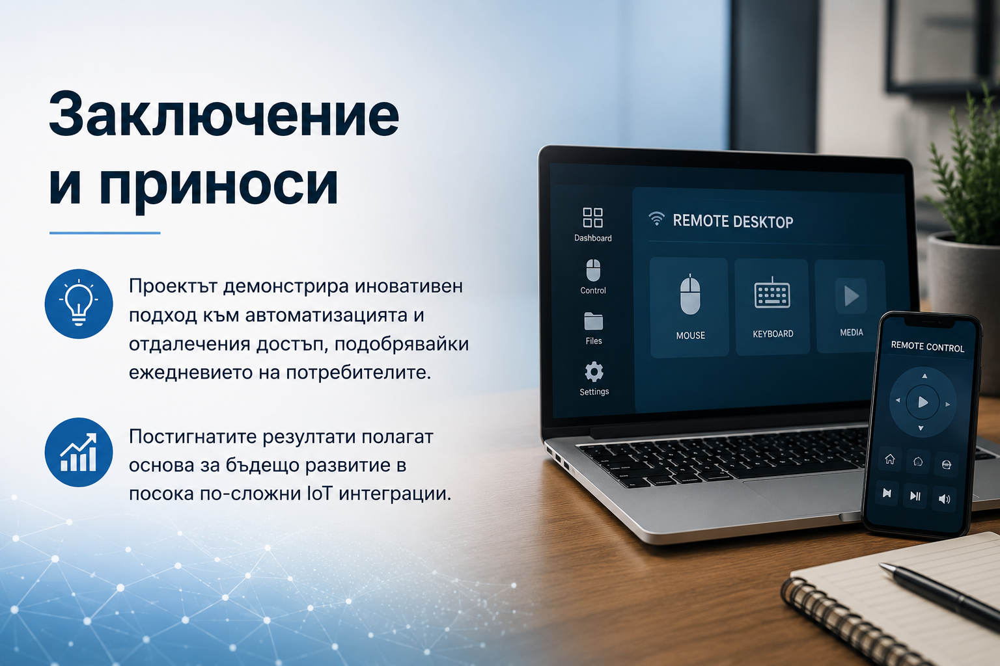 Заключение
и приноси
Проектът демонстрира иновативен
подход към автоматизацията и
отдалечения достъп, подобрявайки
ежедневието на потребителите.
Постигнатите резултати полагат
основа за бъдещо развитие в
посока по-сложни IoT интеграции.
REMOTE DESKTOP
Dashboard
Control
Files
Settings
MOUSE
KEYBOARD
MEDIA
REMOTE CONTROL